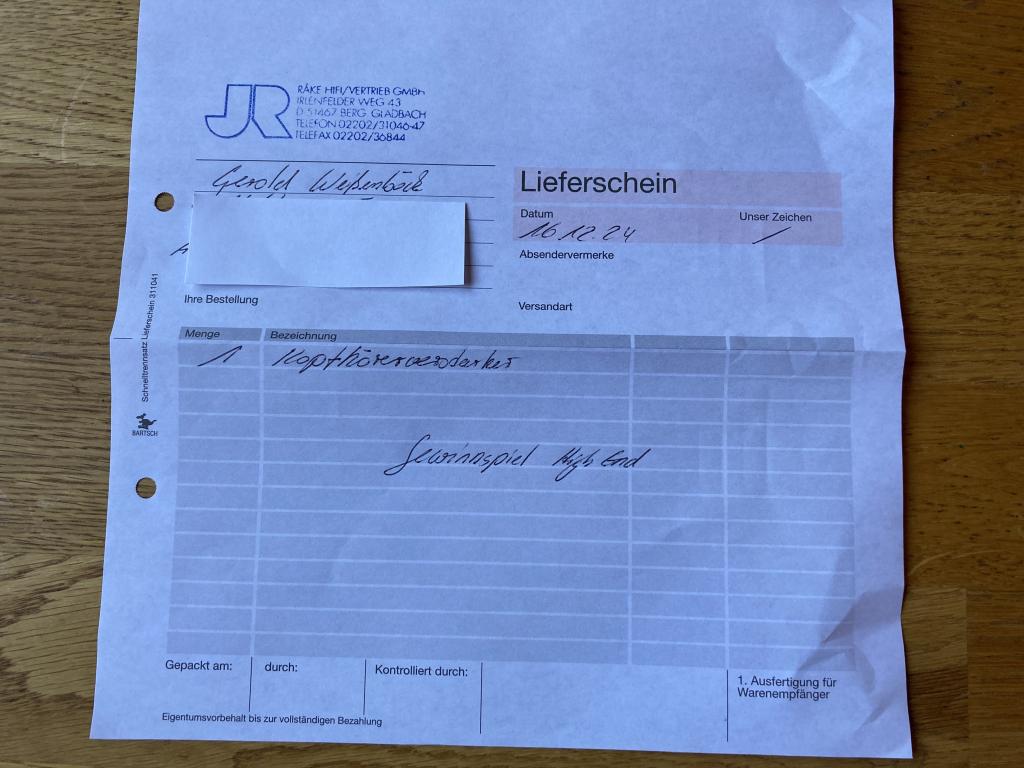 JR
RÄKE HIFI/VERTRIEB GMBH
IRLENFELDER WEG 43
D 51467 BERG. GLADBACH
TELEFON 02202/31046-47
TELEFAX 02202/36844
Gerold Weßenböck
Lieferschein
Datum
Unser Zeichen
16.12.24
/
Absendervermerke
Ihre Bestellung
Versandart
Menge
Bezeichnung
1 Kopfhörerverstärker
Gewinnspiel High End
Schnelltrennsatz Lieferschein 311041
BARTSCH
Gepackt am:
durch:
Kontrolliert durch:
1. Ausfertigung für
Warenempfänger
Eigentumsvorbehalt bis zur vollständigen Bezahlung